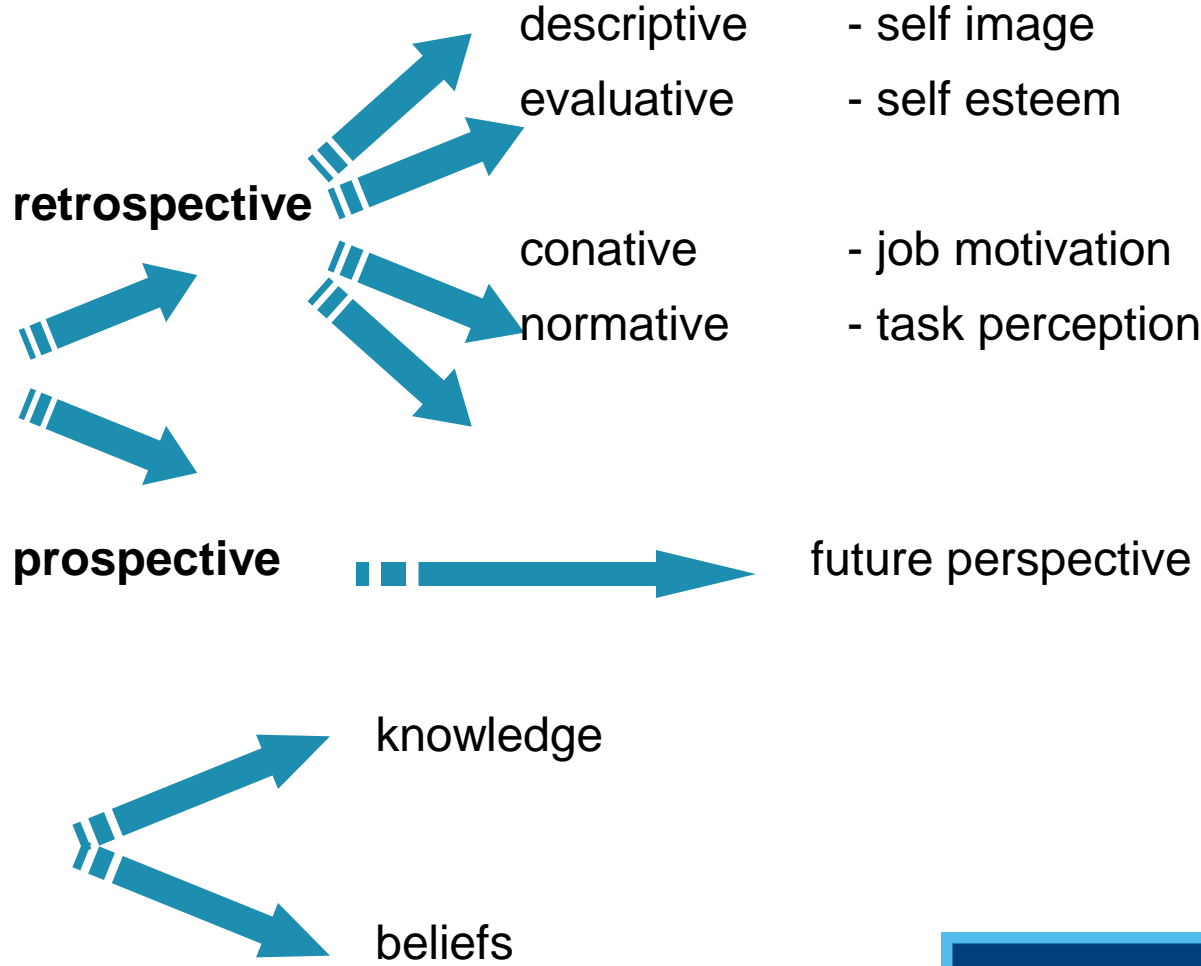 descriptive - self image
evaluative - self esteem
retrospective
conative - job motivation
normative - task perception
prospective future perspective
knowledge
beliefs